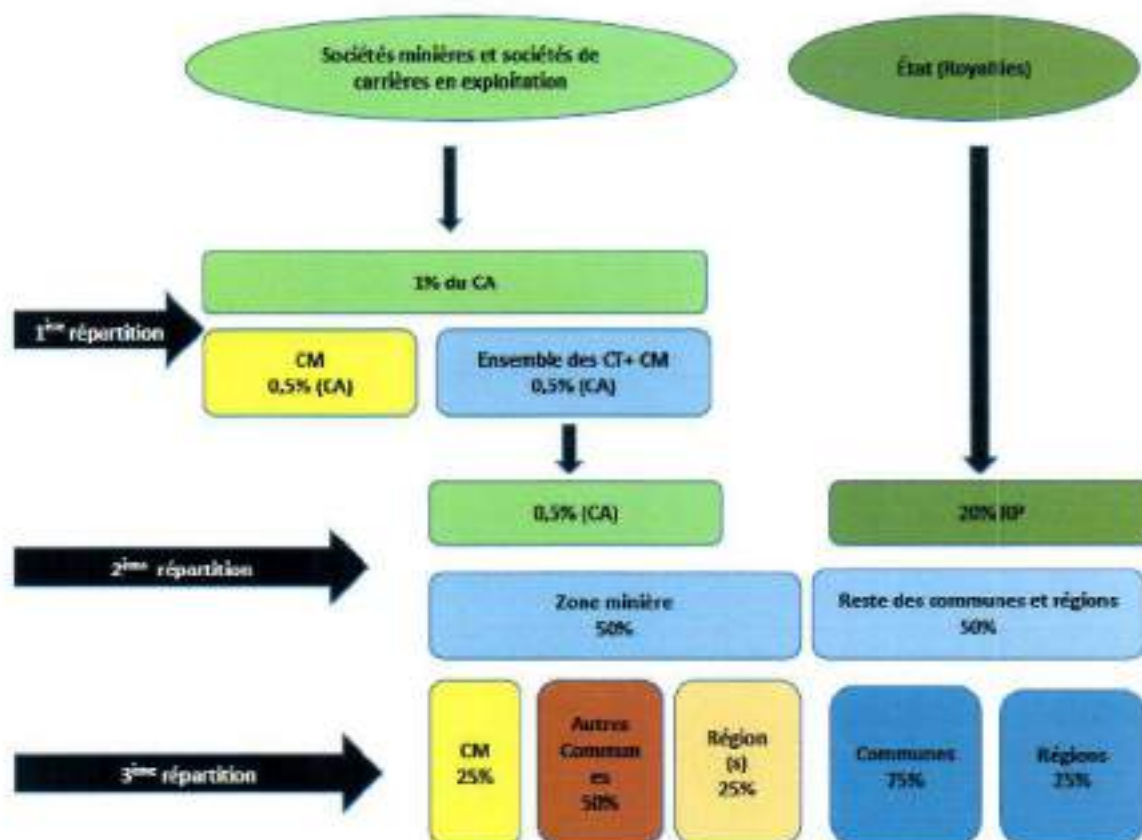 Sociétés minières et sociétés de
carrières en exploitation
État (Royalties)
1% du CA
1ère répartition
CM
0,5% (CA)
Ensemble des CT+ CM
0,5% (CA)
0,5% (CA)
20% RP
2ième répartition
Zone minière
50%
Reste des communes et régions
50%
3ième répartition
CM
25%
Autres
Commun
es
50%
Région
(s)
25%
Communes
75%
Régions
25%